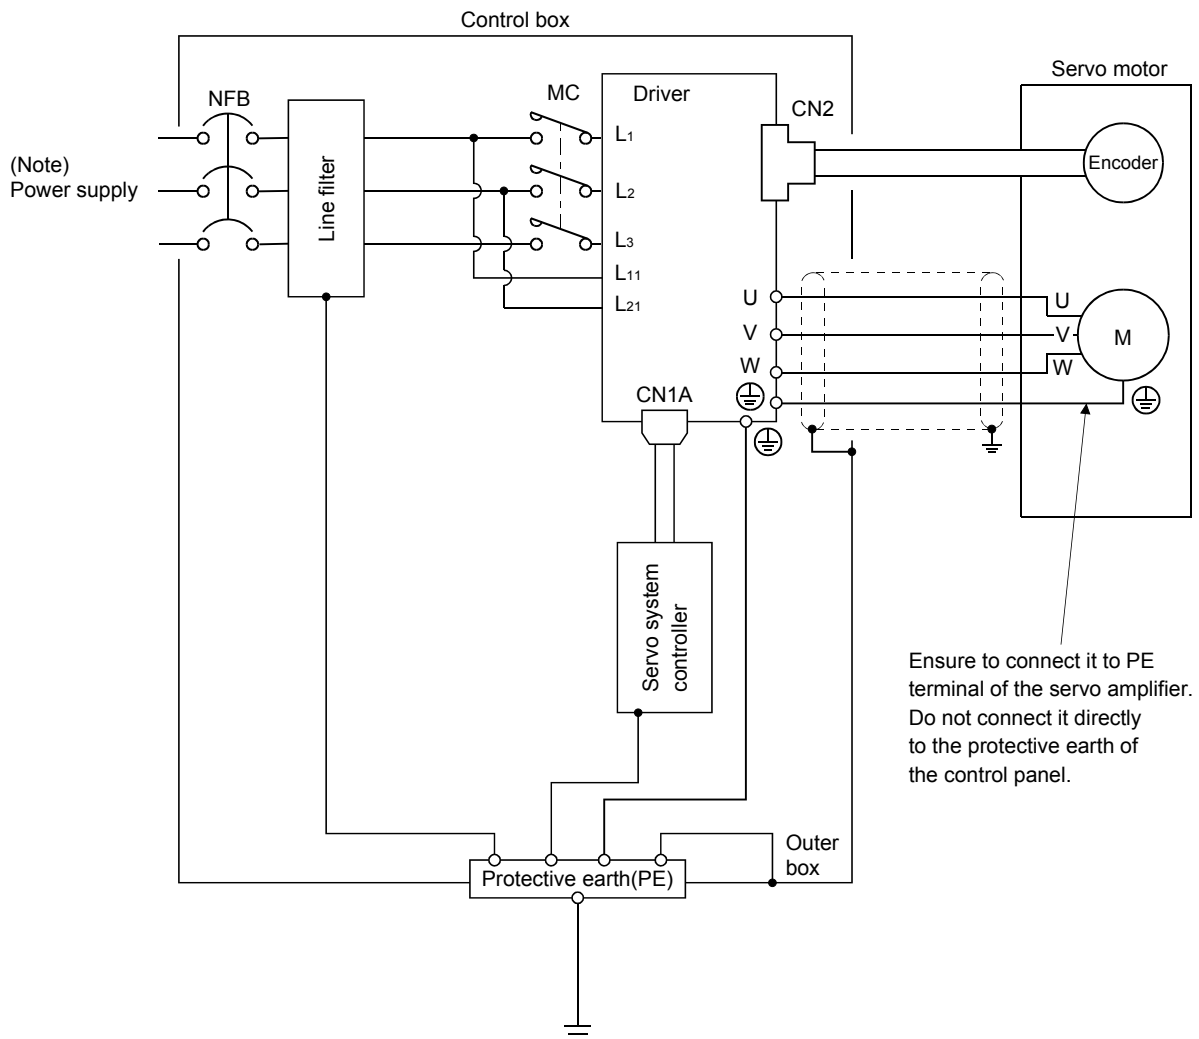 Control box
Servo motor
NFB
MC
Driver
CN2
(Note)
Power supply
Line filter
L1
L2
L3
L11
L21
Encoder
U
V
W
U
V
W
M
CN1A
Servo system
controller
Ensure to connect it to PE
terminal of the servo amplifier.
Do not connect it directly
to the protective earth of
the control panel.
Outer
box
Protective earth(PE)